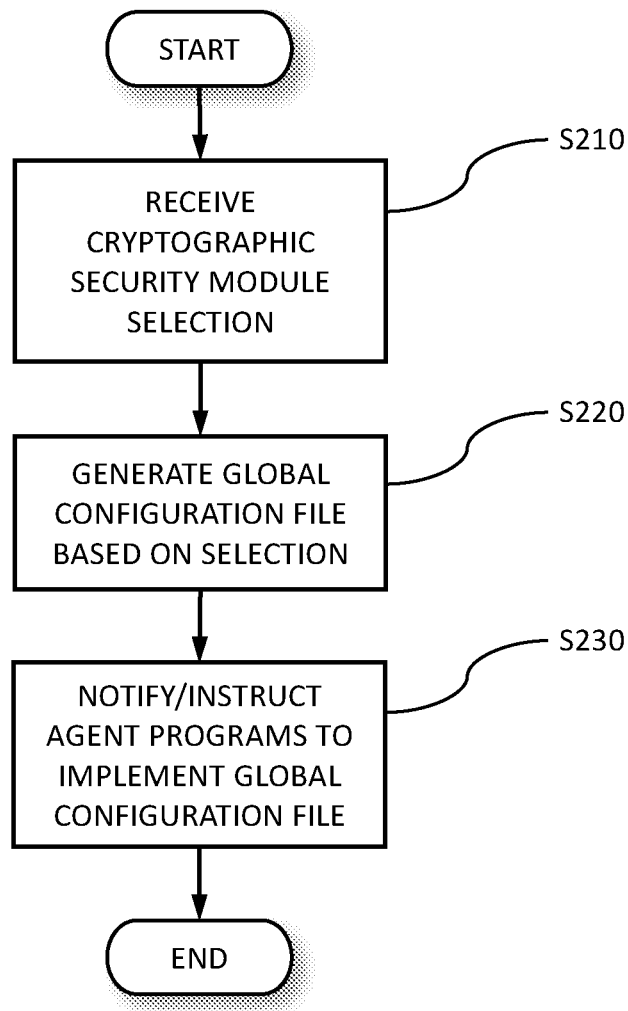 START
S210
RECEIVE
CRYPTOGRAPHIC
SECURITY MODULE
SELECTION
S220
GENERATE GLOBAL
CONFIGURATION FILE
BASED ON SELECTION
S230
NOTIFY/INSTRUCT
AGENT PROGRAMS TO
IMPLEMENT GLOBAL
CONFIGURATION FILE
END